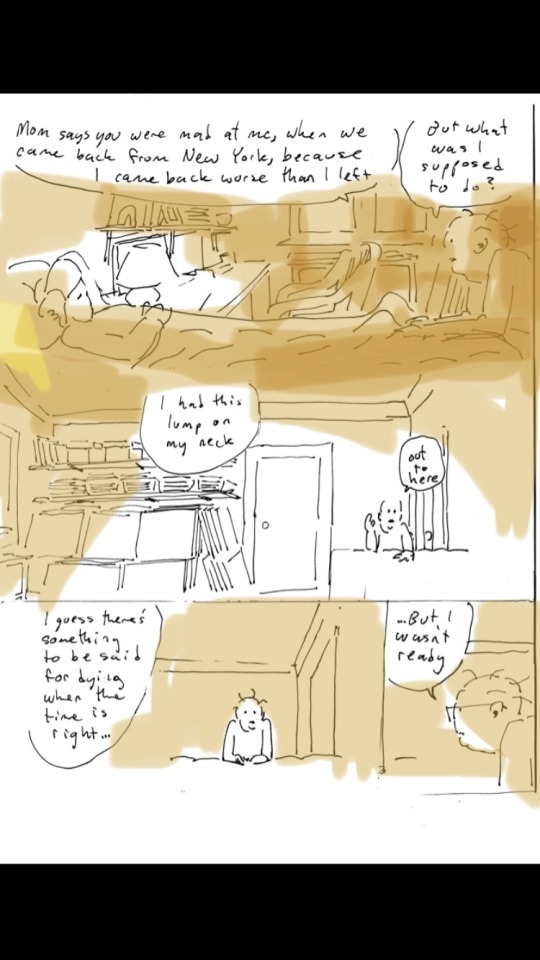 Mom says you were mad at me, when we
came back from New York, because
I came back worse than I left
But what
was I
supposed
to do?
I had this
lump on
my neck
out
to
here
I guess there's
something
to be said
for dying
when the
time is
right...
...But I
wasn't
ready